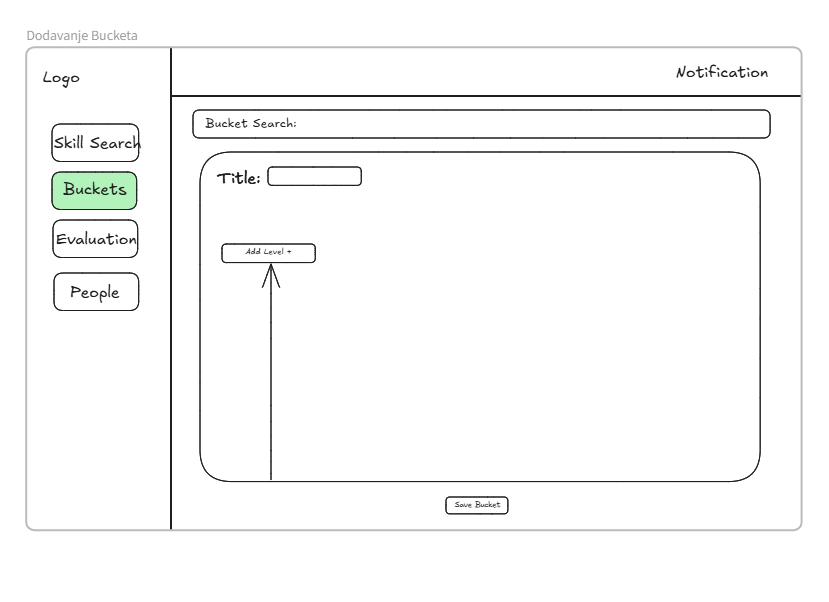 Dodavanje Bucketa
Logo
Notification
Skill Search
Buckets
Evaluation
People
Bucket Search:
Title:
Add Level +
Save Bucket